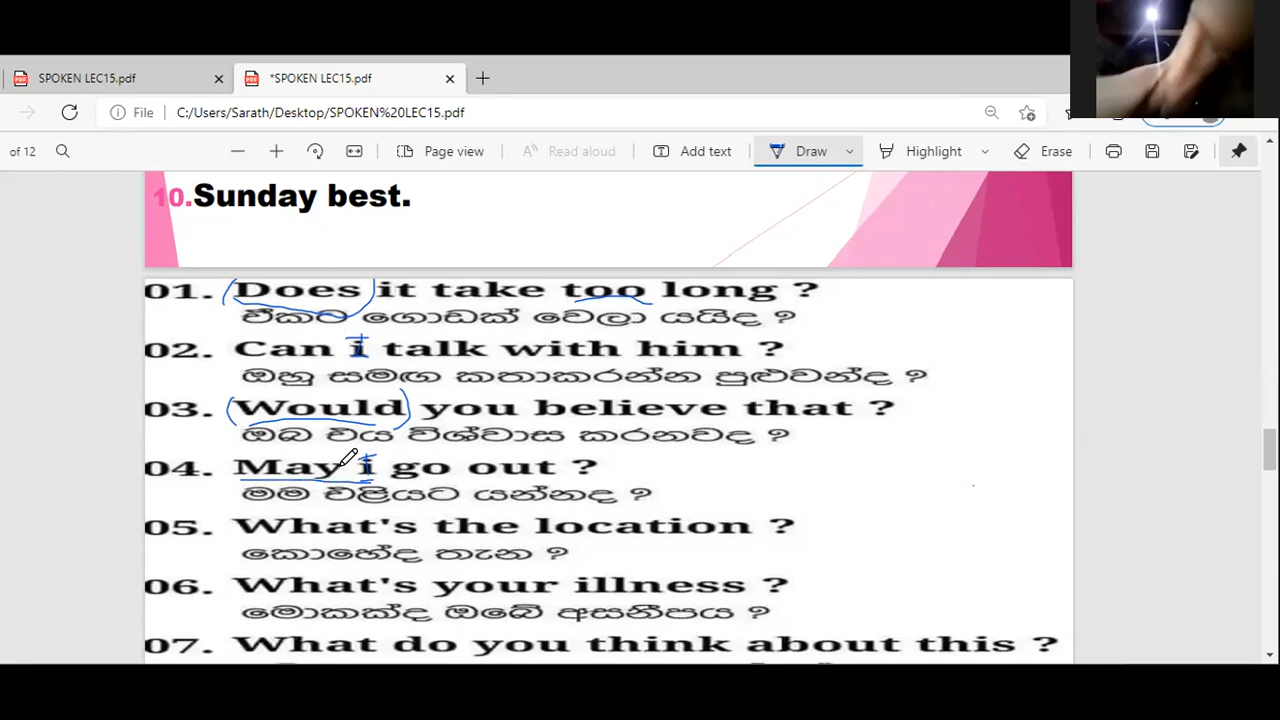 SPOKEN LEC15.pdf
*SPOKEN LEC15.pdf
File C:/Users/Sarath/Desktop/SPOKEN%20LEC15.pdf
of 12 Page view Read aloud Add text Draw Highlight Erase
10.Sunday best.
01. Does it take too long ?
ඒකට ගොඩක් වෙලා යයිද ?
02. Can i talk with him ?
ඔහු සමඟ කතාකරන්න පුළුවන්ද ?
03. Would you believe that ?
ඔබ එය විශ්වාස කරනවද ?
04. May i go out ?
මම එළියට යන්නද ?
05. What's the location ?
කොහේද තැන ?
06. What's your illness ?
මොකක්ද ඔබේ අසනීපය ?
07. What do you think about this ?